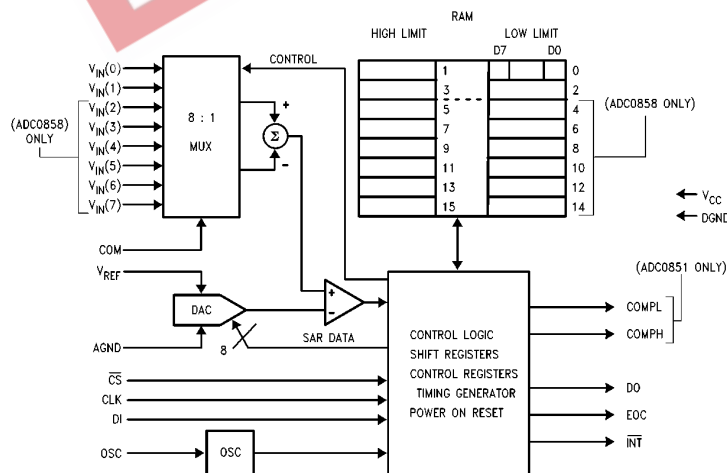 RAM
HIGH LIMIT LOW LIMIT
D7 D0
CONTROL
V_IN(0)
V_IN(1)
V_IN(2)
V_IN(3)
V_IN(4)
V_IN(5)
V_IN(6)
V_IN(7)
(ADC0858)
ONLY
8 : 1
MUX
+
Σ
-
1 0
3 2
5 4
7 6
9 8
11 10
13 12
15 14
(ADC0858 ONLY)
V_CC
DGND
COM
V_REF
DAC
AGND
8
SAR DATA
+
-
(ADC0851 ONLY)
COMPL
COMPH
CONTROL LOGIC
SHIFT REGISTERS
CONTROL REGISTERS
TIMING GENERATOR
POWER ON RESET
C̅S̅
CLK
DI
OSC
OSC
DO
EOC
I̅N̅T̅